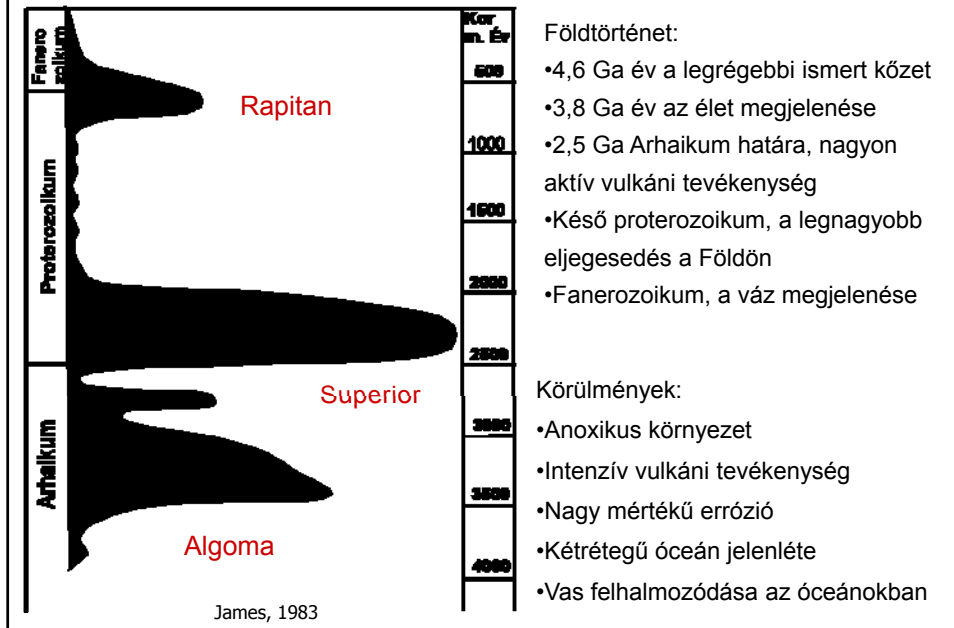 Kor
m. Év
Fanero
zoikum
500
Rapitan
1000
1500
Proterozoikum
2000
2500
Superior
3000
Arhaikum
3500
Algoma
4000
James, 1983
Földtörténet:
•4,6 Ga év a legrégebbi ismert kőzet
•3,8 Ga év az élet megjelenése
•2,5 Ga Arhaikum határa, nagyon
aktív vulkáni tevékenység
•Késő proterozoikum, a legnagyobb
eljegesedés a Földön
•Fanerozoikum, a váz megjelenése
Körülmények:
•Anoxikus környezet
•Intenzív vulkáni tevékenység
•Nagy mértékű errózió
•Kétrétegű óceán jelenléte
•Vas felhalmozódása az óceánokban